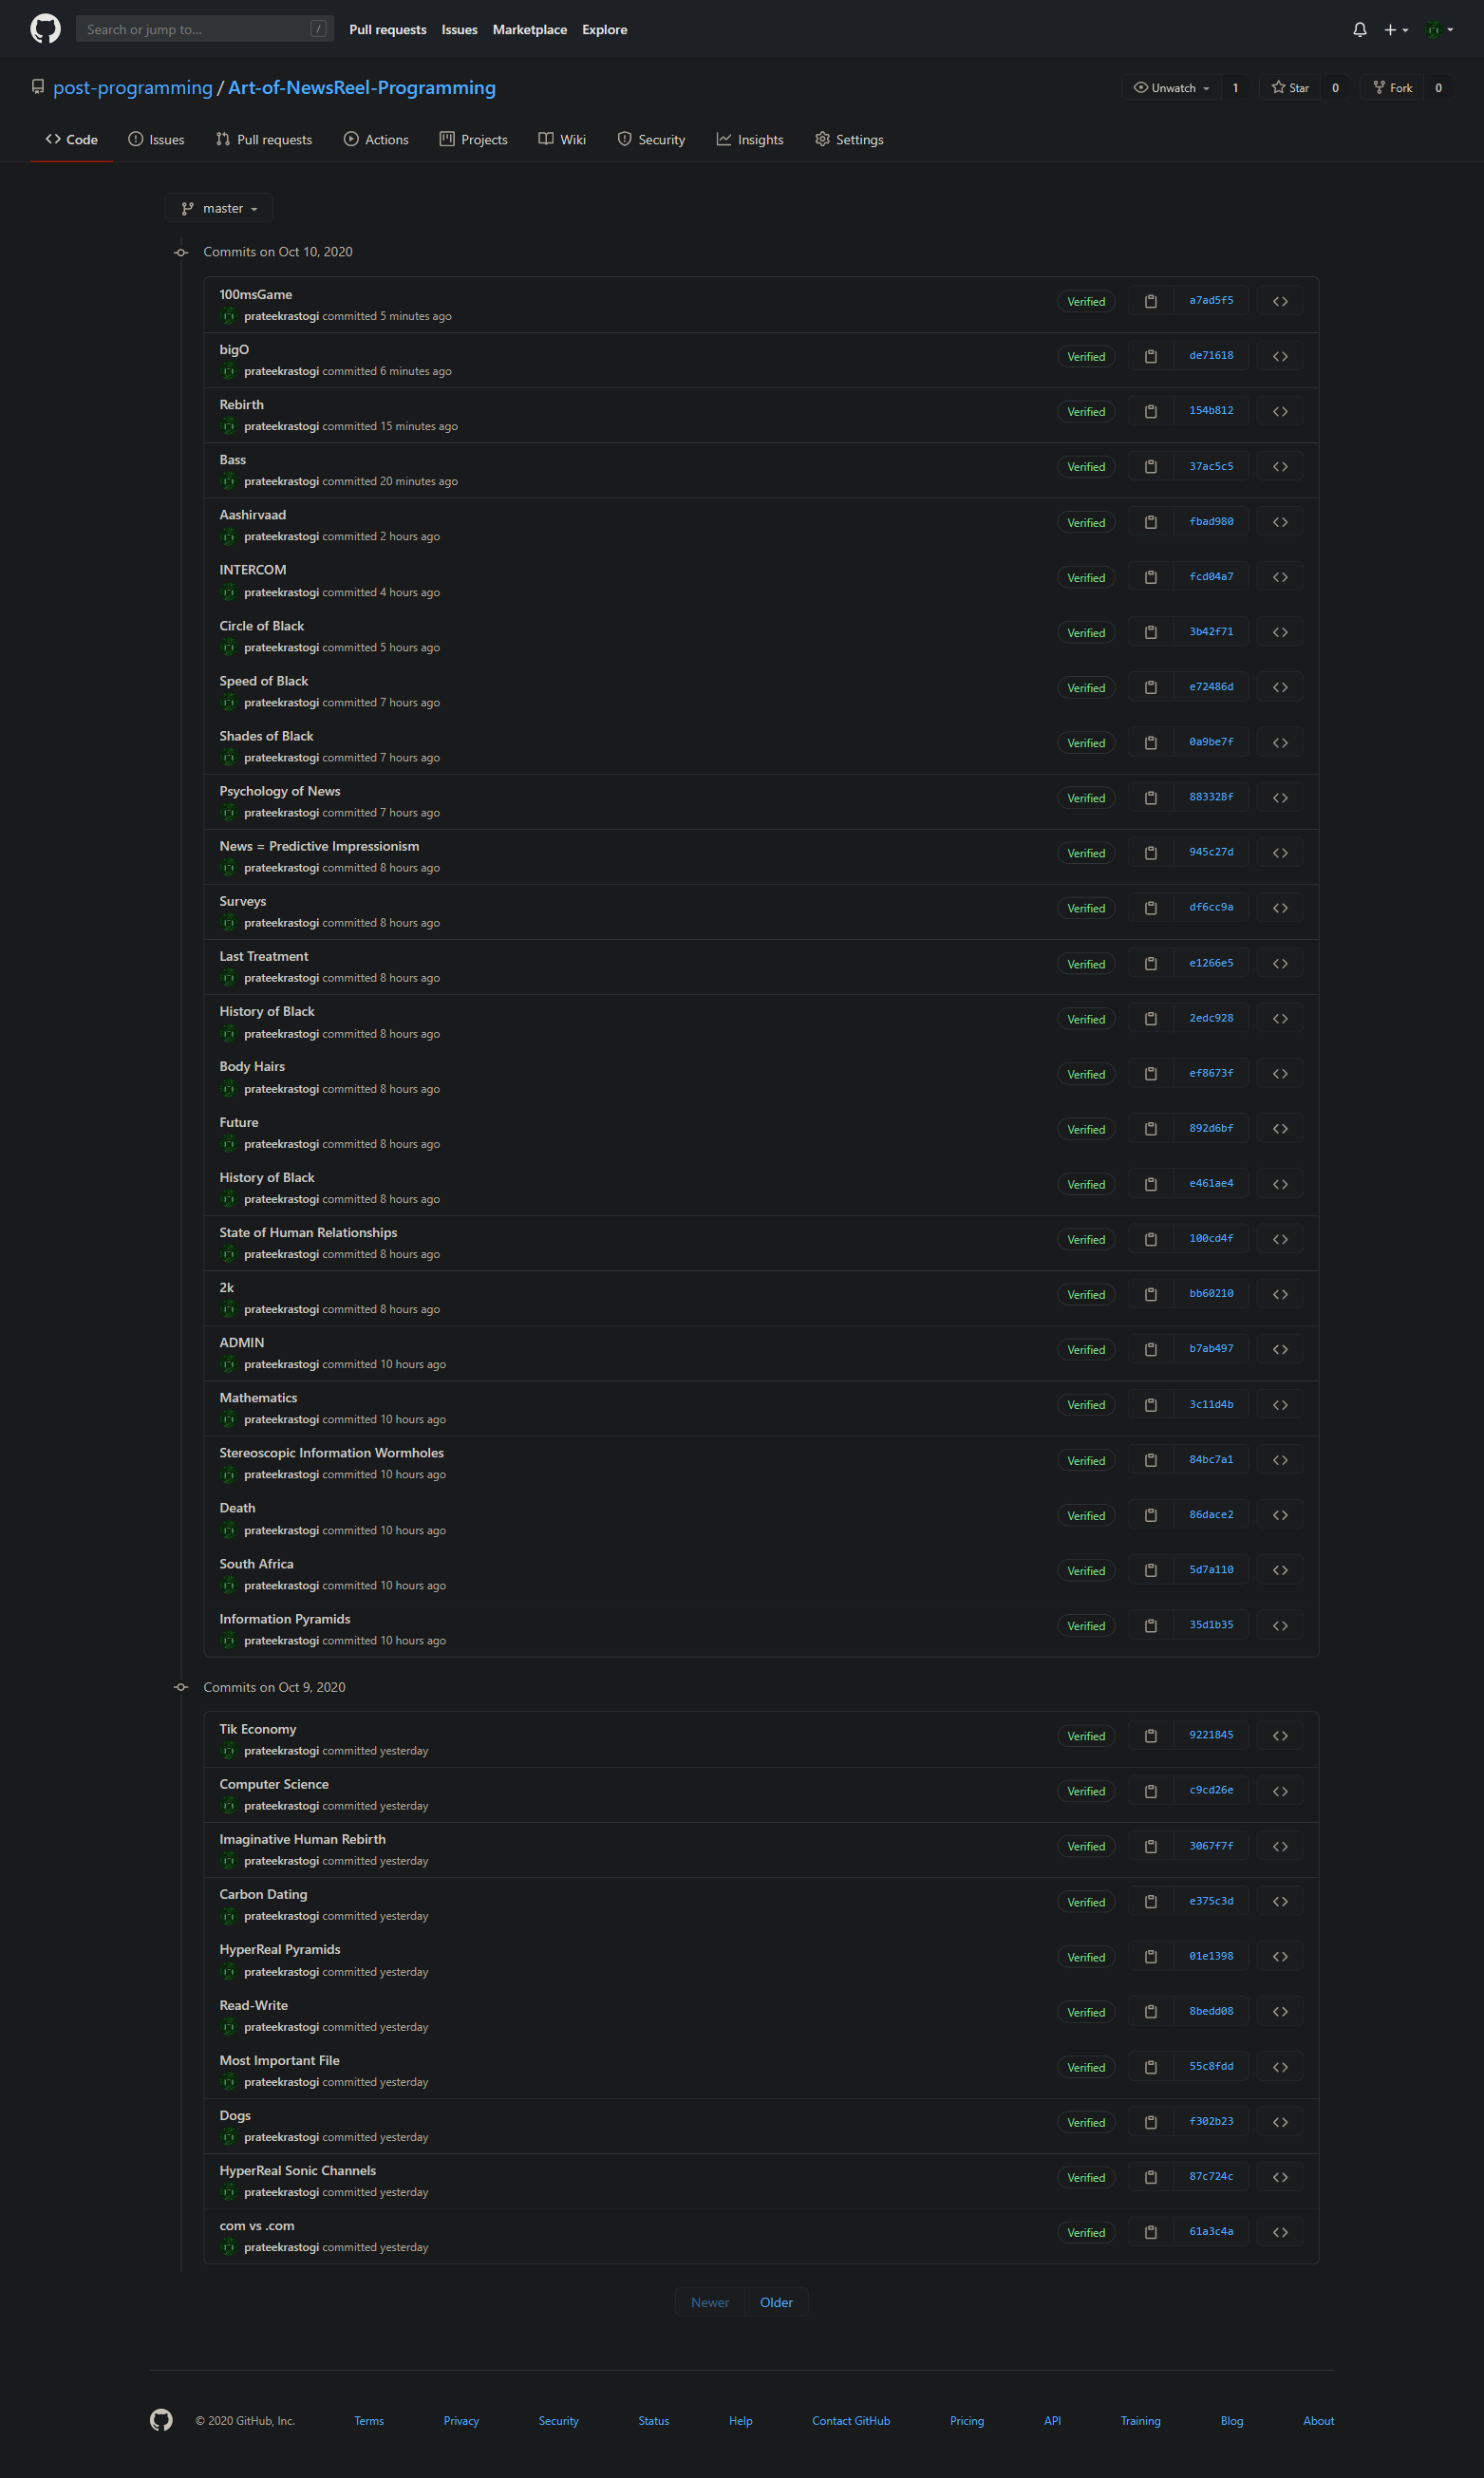 Search or jump to... /
Pull requests Issues Marketplace Explore
post-programming / Art-of-NewsReel-Programming
Unwatch 1 Star 0 Fork 0
Code Issues Pull requests Actions Projects Wiki Security Insights Settings
master
Commits on Oct 10, 2020
100msGame
prateekrastogi committed 5 minutes ago
Verified a7ad5f5
bigO
prateekrastogi committed 6 minutes ago
Verified de71618
Rebirth
prateekrastogi committed 15 minutes ago
Verified 154b812
Bass
prateekrastogi committed 20 minutes ago
Verified 37ac5c5
Aashirvaad
prateekrastogi committed 2 hours ago
Verified fbad980
INTERCOM
prateekrastogi committed 4 hours ago
Verified fcd04a7
Circle of Black
prateekrastogi committed 5 hours ago
Verified 3b42f71
Speed of Black
prateekrastogi committed 7 hours ago
Verified e72486d
Shades of Black
prateekrastogi committed 7 hours ago
Verified 0a9be7f
Psychology of News
prateekrastogi committed 7 hours ago
Verified 883328f
News = Predictive Impressionism
prateekrastogi committed 8 hours ago
Verified 945c27d
Surveys
prateekrastogi committed 8 hours ago
Verified df6cc9a
Last Treatment
prateekrastogi committed 8 hours ago
Verified e1266e5
History of Black
prateekrastogi committed 8 hours ago
Verified 2edc928
Body Hairs
prateekrastogi committed 8 hours ago
Verified ef8673f
Future
prateekrastogi committed 8 hours ago
Verified 892d6bf
History of Black
prateekrastogi committed 8 hours ago
Verified e461ae4
State of Human Relationships
prateekrastogi committed 8 hours ago
Verified 100cd4f
2k
prateekrastogi committed 8 hours ago
Verified bb60210
ADMIN
prateekrastogi committed 10 hours ago
Verified b7ab497
Mathematics
prateekrastogi committed 10 hours ago
Verified 3c11d4b
Stereoscopic Information Wormholes
prateekrastogi committed 10 hours ago
Verified 84bc7a1
Death
prateekrastogi committed 10 hours ago
Verified 86dace2
South Africa
prateekrastogi committed 10 hours ago
Verified 5d7a110
Information Pyramids
prateekrastogi committed 10 hours ago
Verified 35d1b35
Commits on Oct 9, 2020
Tik Economy
prateekrastogi committed yesterday
Verified 9221845
Computer Science
prateekrastogi committed yesterday
Verified c9cd26e
Imaginative Human Rebirth
prateekrastogi committed yesterday
Verified 3067f7f
Carbon Dating
prateekrastogi committed yesterday
Verified e375c3d
HyperReal Pyramids
prateekrastogi committed yesterday
Verified 01e1398
Read-Write
prateekrastogi committed yesterday
Verified 8bedd08
Most Important File
prateekrastogi committed yesterday
Verified 55c8fdd
Dogs
prateekrastogi committed yesterday
Verified f302b23
HyperReal Sonic Channels
prateekrastogi committed yesterday
Verified 87c724c
com vs .com
prateekrastogi committed yesterday
Verified 61a3c4a
Newer Older
© 2020 GitHub, Inc. Terms Privacy Security Status Help Contact GitHub Pricing API Training Blog About